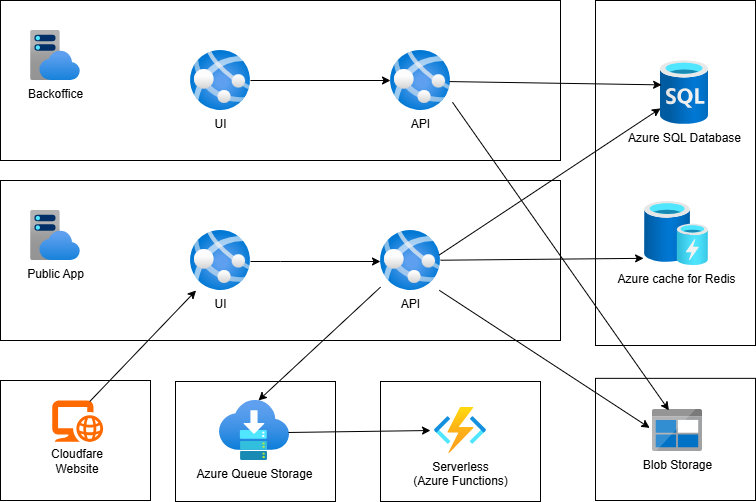 Backoffice
UI
API
SQL
Azure SQL Database
Public App
UI
API
Azure cache for Redis
Cloudfare
Website
Azure Queue Storage
Serverless
(Azure Functions)
Blob Storage